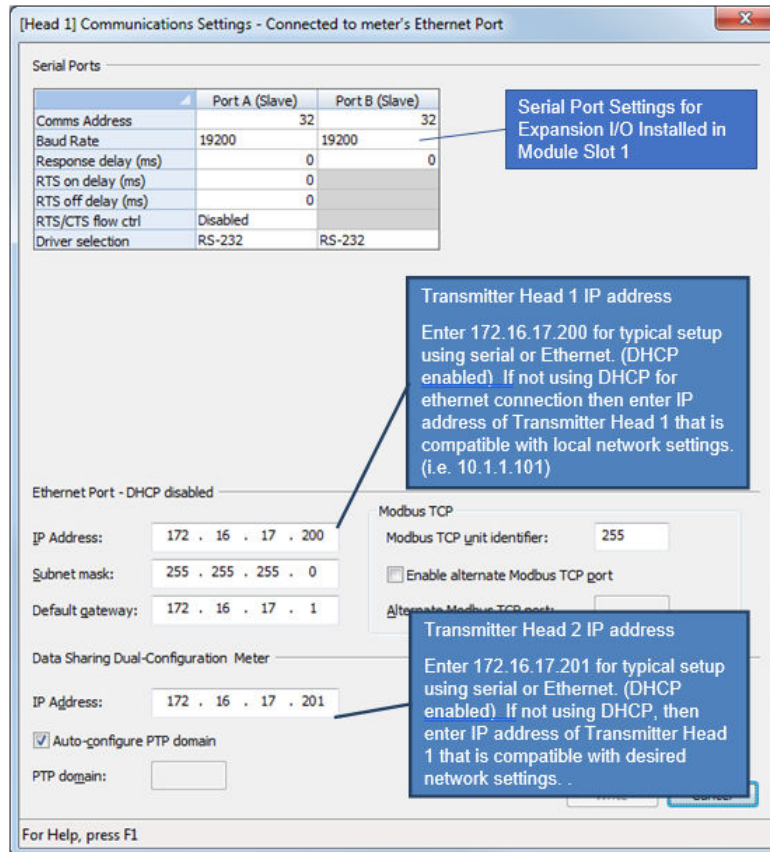 [Head 1] Communications Settings - Connected to meter's Ethernet Port
Serial Ports
Port A (Slave) Port B (Slave)
Comms Address 32 32
Baud Rate 19200 19200
Response delay (ms) 0 0
RTS on delay (ms) 0
RTS off delay (ms) 0
RTS/CTS flow ctrl Disabled
Driver selection RS-232 RS-232
Serial Port Settings for
Expansion I/O Installed in
Module Slot 1
Transmitter Head 1 IP address
Enter 172.16.17.200 for typical setup
using serial or Ethernet. (DHCP
enabled) If not using DHCP for
ethernet connection then enter IP
address of Transmitter Head 1 that is
compatible with local network settings.
(i.e. 10.1.1.101)
Ethernet Port - DHCP disabled
IP Address: 172 . 16 . 17 . 200
Subnet mask: 255 . 255 . 255 . 0
Default gateway: 172 . 16 . 17 . 1
Modbus TCP
Modbus TCP unit identifier: 255
Enable alternate Modbus TCP port
Alternate Modbus TCP port:
Data Sharing Dual-Configuration Meter
IP Address: 172 . 16 . 17 . 201
Auto-configure PTP domain
PTP domain:
Transmitter Head 2 IP address
Enter 172.16.17.201 for typical setup
using serial or Ethernet. (DHCP
enabled) If not using DHCP, then
enter IP address of Transmitter Head
1 that is compatible with desired
network settings. .
For Help, press F1